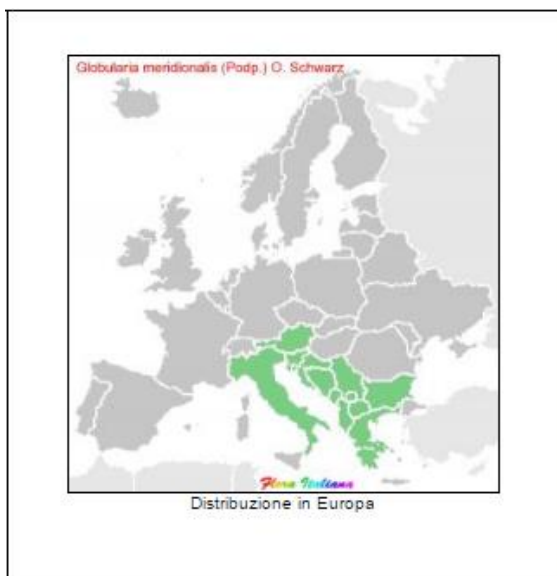 Globularia meridionalis (Podp.) O. Schwarz
Flora Italiana
Distribuzione in Europa